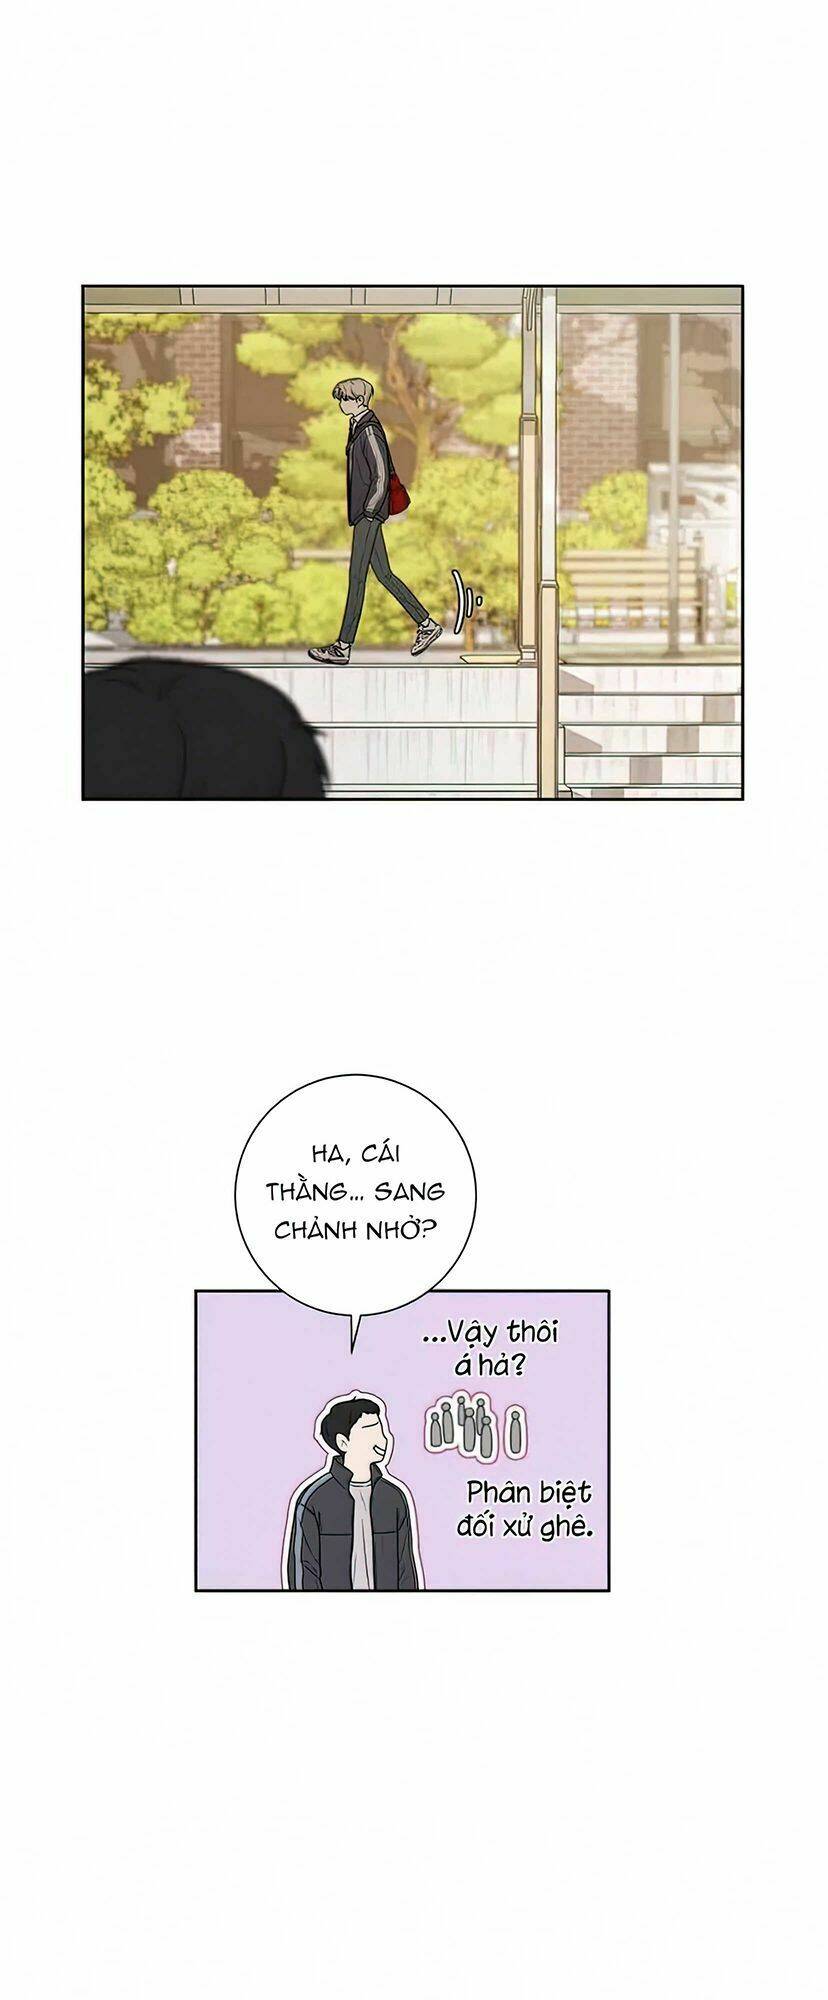 HA, CÁI
THẰNG... SANG
CHẢNH NHỞ?
...Vậy thôi
á hả?
Phân biệt
đối xử ghê.